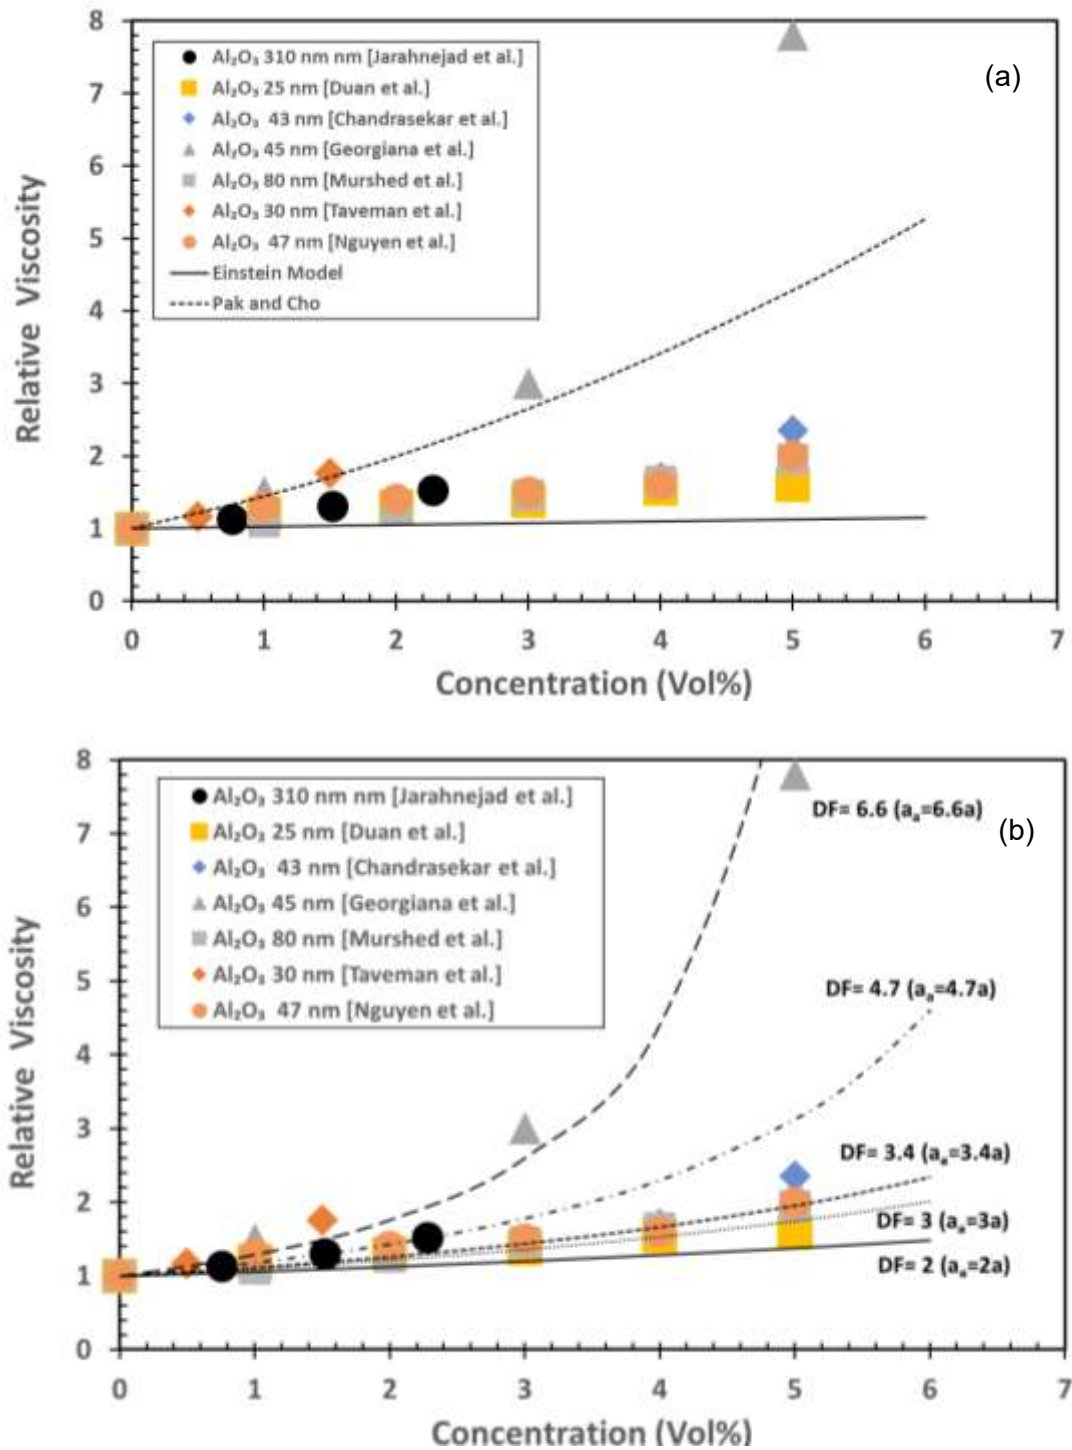 8
(a)
Al₂O₃ 310 nm nm [Jarahnejad et al.]
Al₂O₃ 25 nm [Duan et al.]
Al₂O₃ 43 nm [Chandrasekar et al.]
Al₂O₃ 45 nm [Georgiana et al.]
Al₂O₃ 80 nm [Murshed et al.]
Al₂O₃ 30 nm [Taveman et al.]
Al₂O₃ 47 nm [Nguyen et al.]
Einstein Model
Pak and Cho
7
6
5
4
3
2
1
0
Relative Viscosity
0 1 2 3 4 5 6 7
Concentration (Vol%)
8
Al₂O₃ 310 nm nm [Jarahnejad et al.]
Al₂O₃ 25 nm [Duan et al.]
Al₂O₃ 43 nm [Chandrasekar et al.]
Al₂O₃ 45 nm [Georgiana et al.]
Al₂O₃ 80 nm [Murshed et al.]
Al₂O₃ 30 nm [Taveman et al.]
Al₂O₃ 47 nm [Nguyen et al.]
DF= 6.6 (aₐ=6.6a)
(b)
DF= 4.7 (aₐ=4.7a)
DF= 3.4 (aₐ=3.4a)
DF= 3 (aₐ=3a)
DF= 2 (aₐ=2a)
7
6
5
4
3
2
1
0
Relative Viscosity
0 1 2 3 4 5 6 7
Concentration (Vol%)